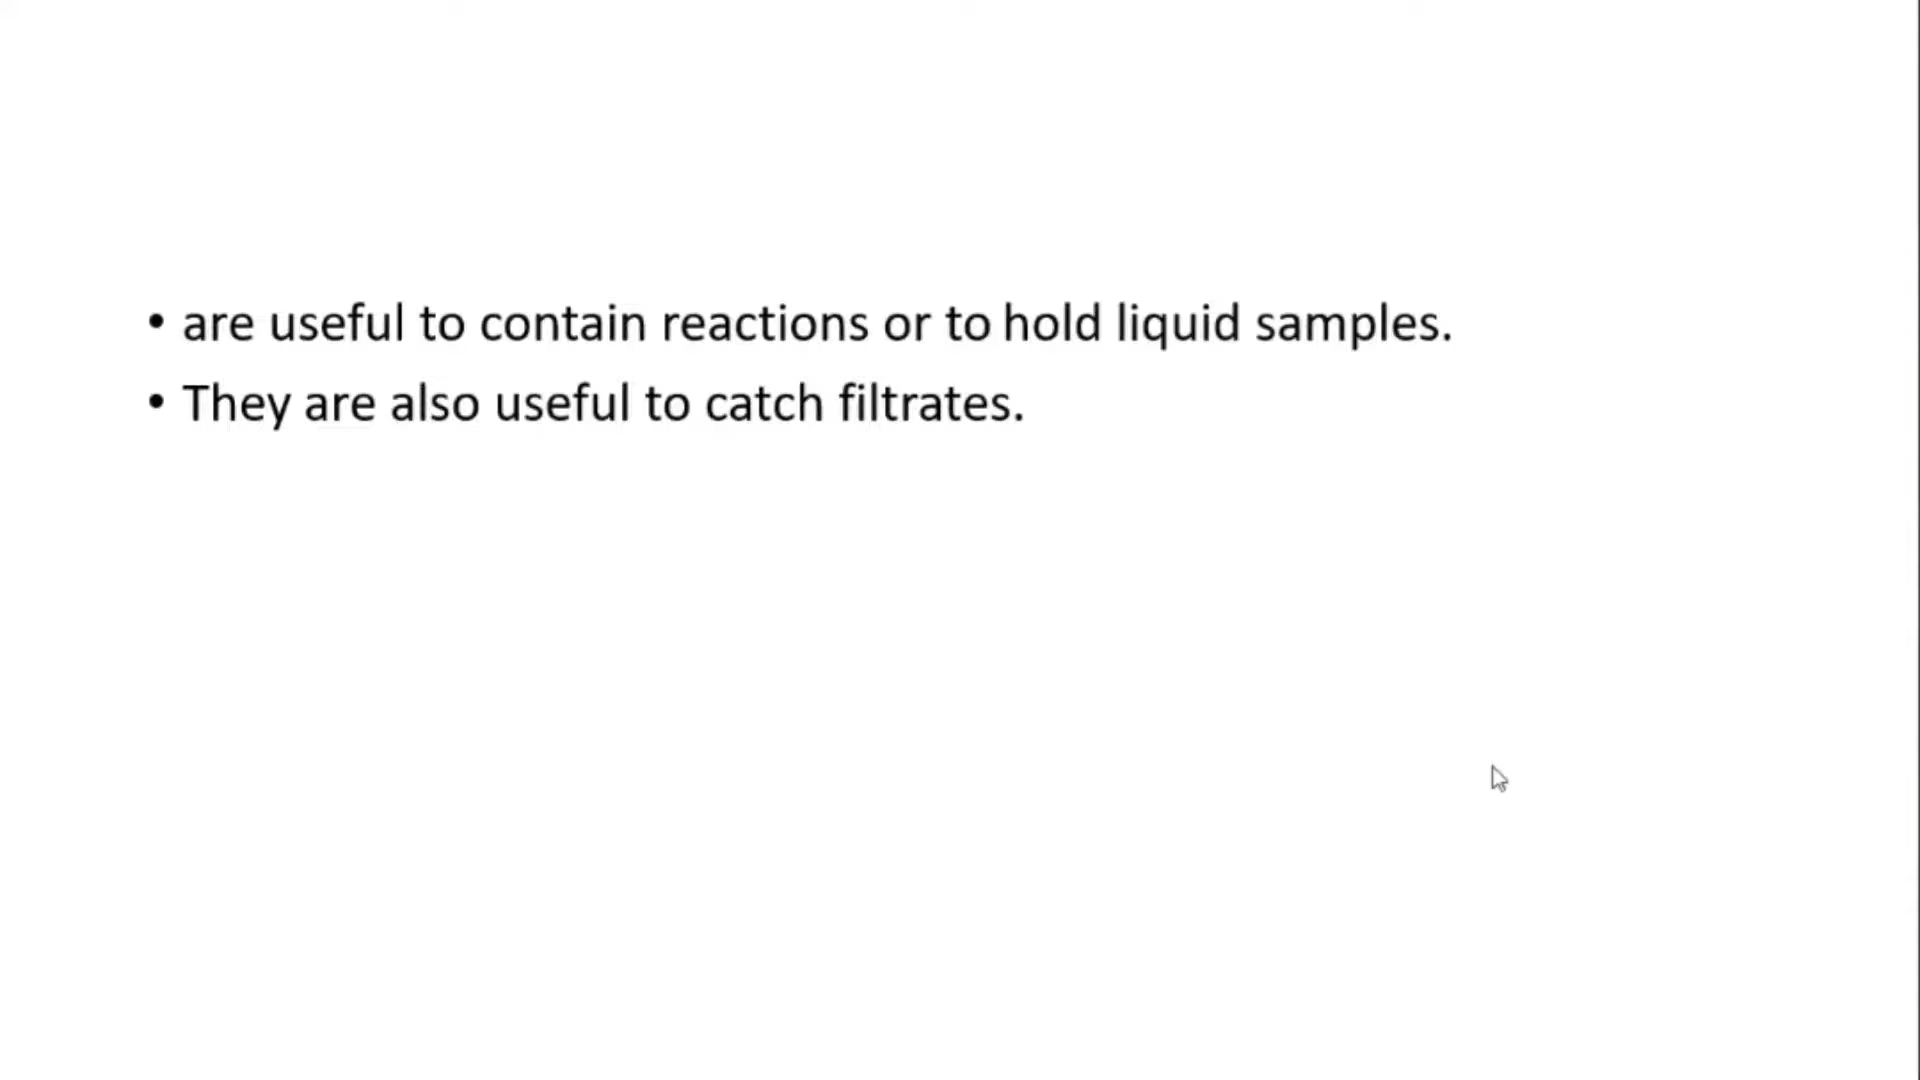 • are useful to contain reactions or to hold liquid samples.
• They are also useful to catch filtrates.